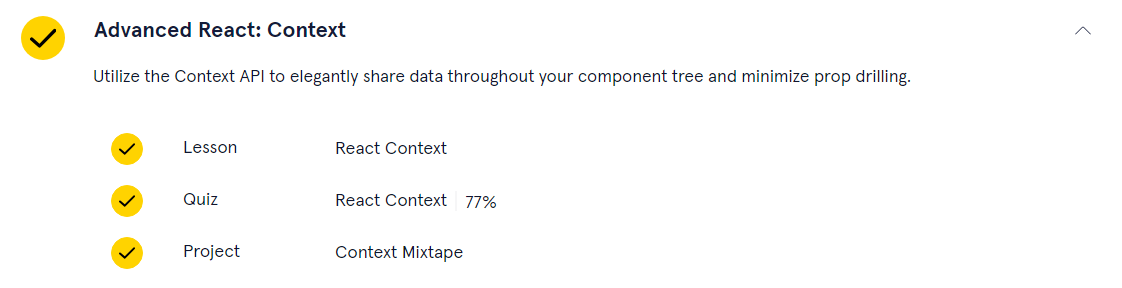 Advanced React: Context
Utilize the Context API to elegantly share data throughout your component tree and minimize prop drilling.
Lesson React Context
Quiz React Context 77%
Project Context Mixtape